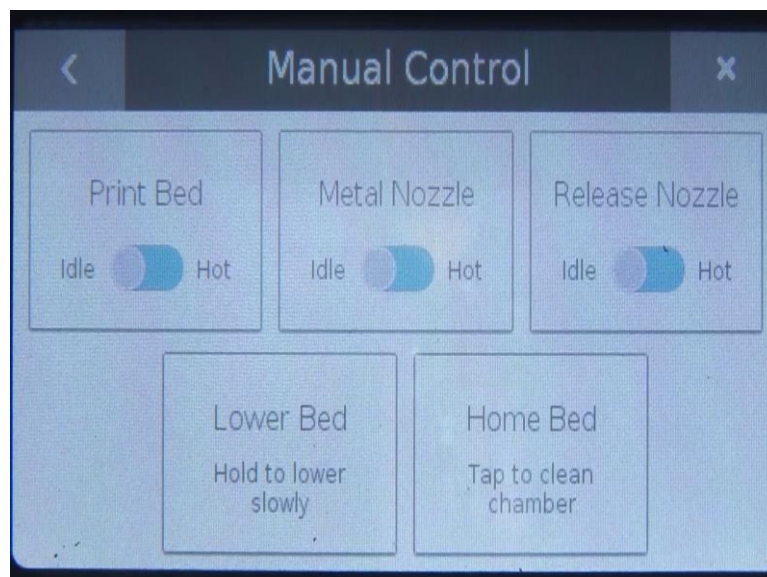 Manual Control
Print Bed
Idle Hot
Metal Nozzle
Idle Hot
Release Nozzle
Idle Hot
Lower Bed
Hold to lower
slowly
Home Bed
Tap to clean
chamber